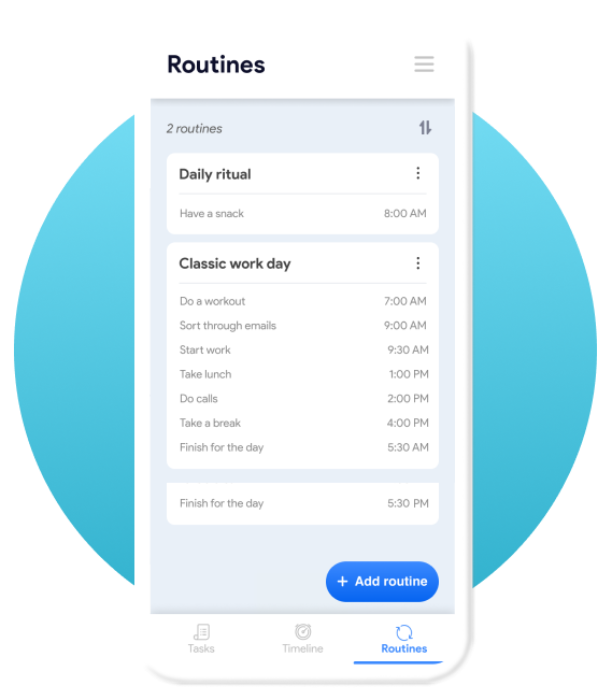 Routines
2 routines
Daily ritual
Have a snack 8:00 AM
Classic work day
Do a workout 7:00 AM
Sort through emails 9:00 AM
Start work 9:30 AM
Take lunch 1:00 PM
Do calls 2:00 PM
Take a break 4:00 PM
Finish for the day 5:30 AM
Finish for the day 5:30 PM
+ Add routine
Tasks Timeline Routines